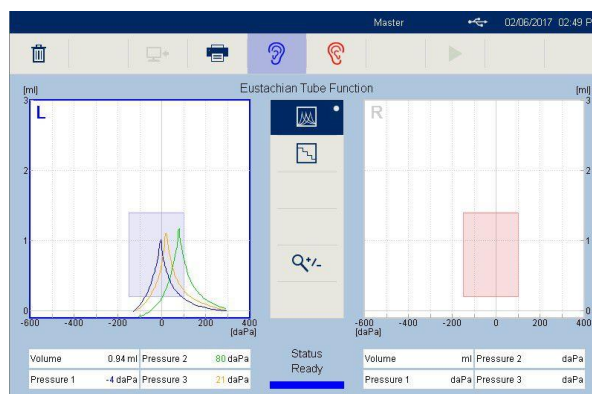 Master 02/06/2017 02:49 P
Eustachian Tube Function
[ml] [ml]
3 3
L R
2 2
1 1
0 0
-600 -400 -200 0 200 400 -600 -400 -200 0 200 400
[daPa] [daPa]
Status
Ready
Volume 0.94 ml Pressure 2 80 daPa
Pressure 1 -4 daPa Pressure 3 21 daPa
Volume ml Pressure 2 daPa
Pressure 1 daPa Pressure 3 daPa
+/-